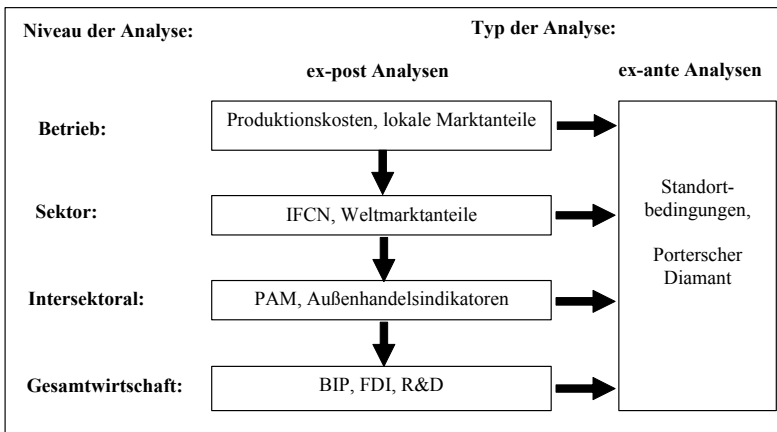 Niveau der Analyse:
Typ der Analyse:
ex-post Analysen
ex-ante Analysen
Betrieb:
Produktionskosten, lokale Marktanteile
Sektor:
IFCN, Weltmarktanteile
Intersektoral:
PAM, Außenhandelsindikatoren
Gesamtwirtschaft:
BIP, FDI, R&D
Standort-
bedingungen,
Porterscher
Diamant